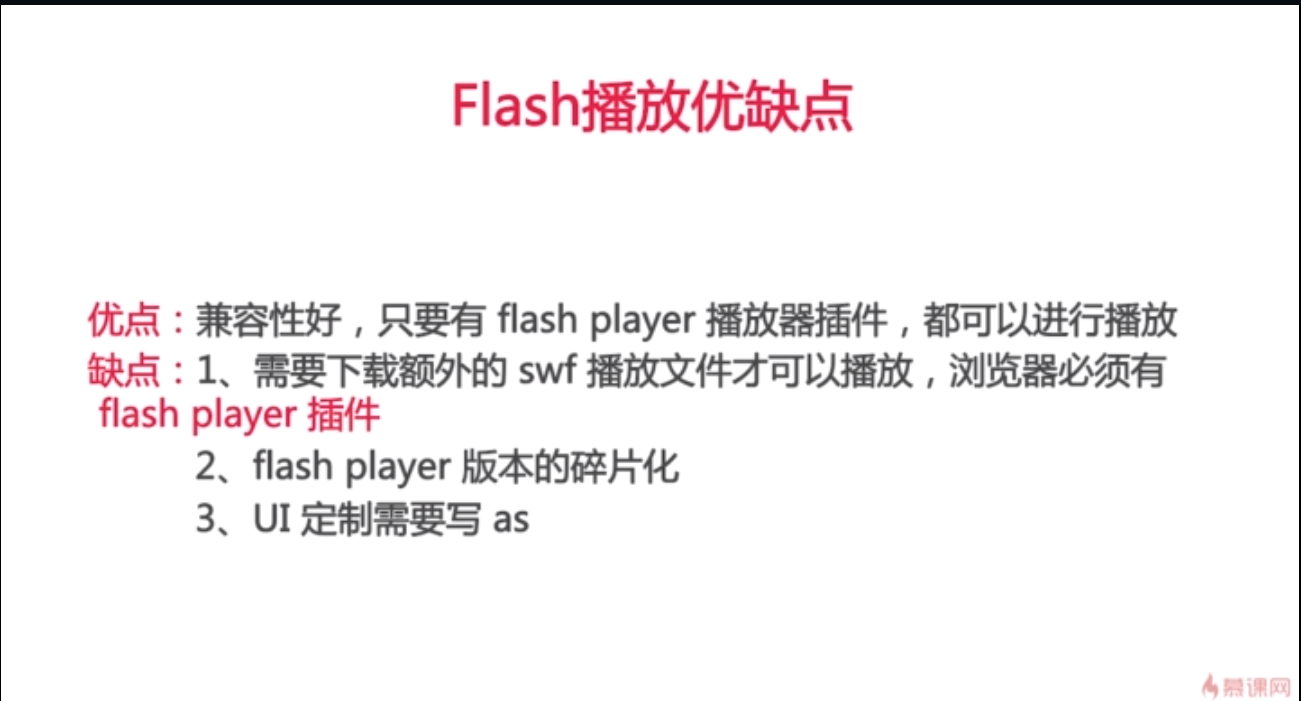 Flash播放优缺点
优点：兼容性好，只要有 flash player 播放器插件，都可以进行播放
缺点：1、需要下载额外的 swf 播放文件才可以播放，浏览器必须有
flash player 插件
2、flash player 版本的碎片化
3、UI 定制需要写 as
慕课网